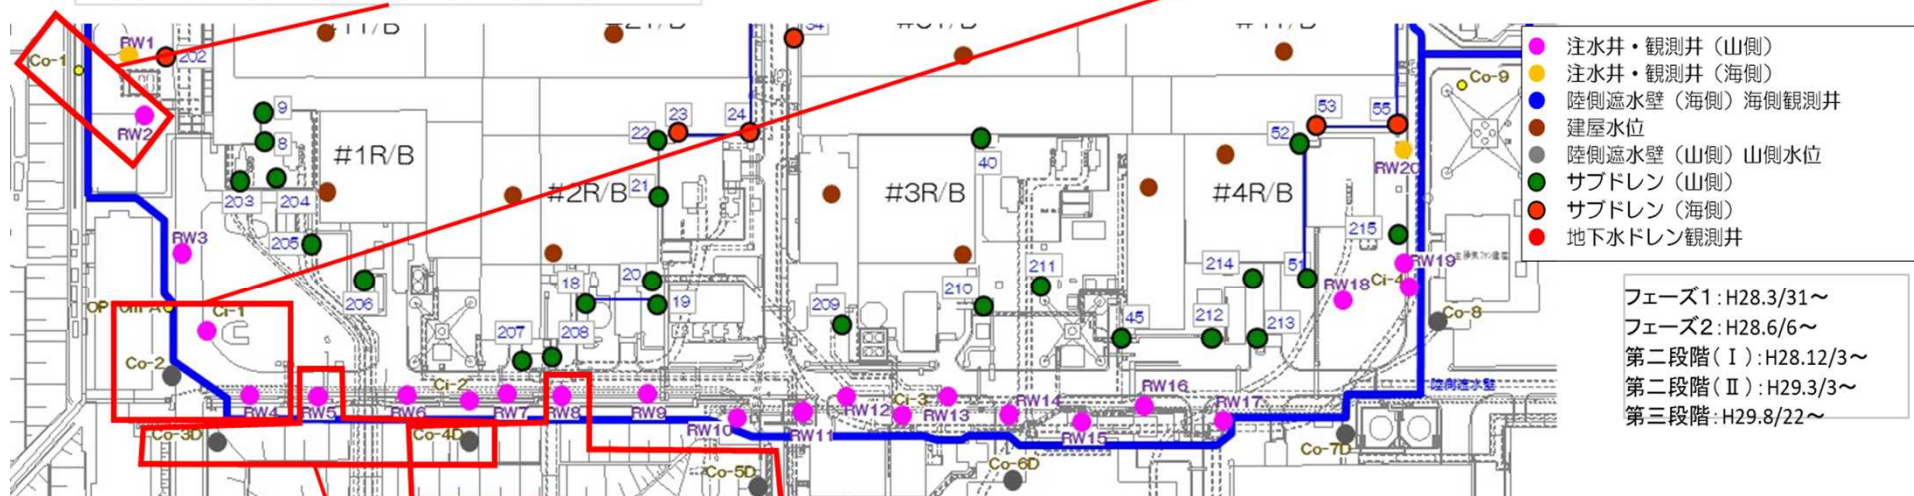 #1T/B
#2T/B
#3T/B
#4T/B
34
Co-1
RW1
202
RW2
9
8
203
204
205
206
#1R/B
22
23
24
21
#2R/B
20
18
19
207
208
40
#3R/B
209
210
211
45
53
55
52
#4R/B
RW20
215
214
51
212
213
RW18
Ci-4
RW19
Co-9
Co-8
RW3
Ci-1
Co-2
RW4
RW5
RW6
Ci-2
RW7
RW8
RW9
RW10
RW11
RW12
Ci-3
RW13
RW14
RW15
RW16
RW17
陸側遮水壁
Co-3D
Co-4D
Co-5D
Co-6D
Co-7D
注水井・観測井(山側)
注水井・観測井(海側)
陸側遮水壁(海側)海側観測井
建屋水位
陸側遮水壁(山側)山側水位
サブドレン(山側)
サブドレン(海側)
地下水ドレン観測井
フェーズ1:H28.3/31~
フェーズ2:H28.6/6~
第二段階(Ⅰ):H28.12/3~
第二段階(Ⅱ):H29.3/3~
第三段階:H29.8/22~